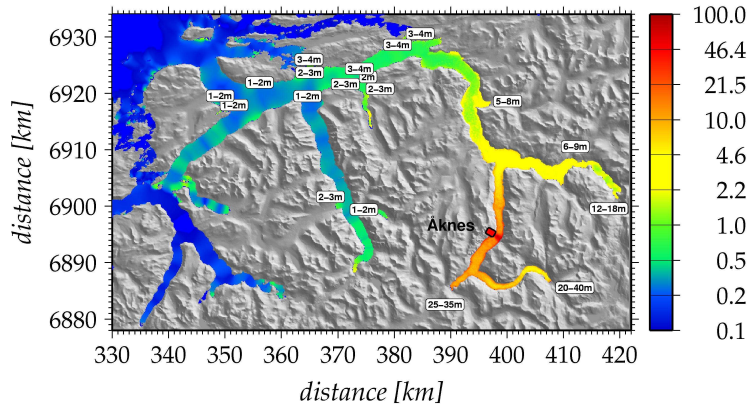 6930
6920
6910
6900
6890
6880
distance [km]
3-4m
3-4m
3-4m
3-4m
2-3m
2m
1-2m
2-3m
2-3m
1-2m
1-2m
1-2m
5-8m
6-9m
2-3m
1-2m
12-18m
Åknes
20-40m
25-35m
330 340 350 360 370 380 390 400 410 420
distance [km]
100.0
46.4
21.5
10.0
4.6
2.2
1.0
0.5
0.2
0.1